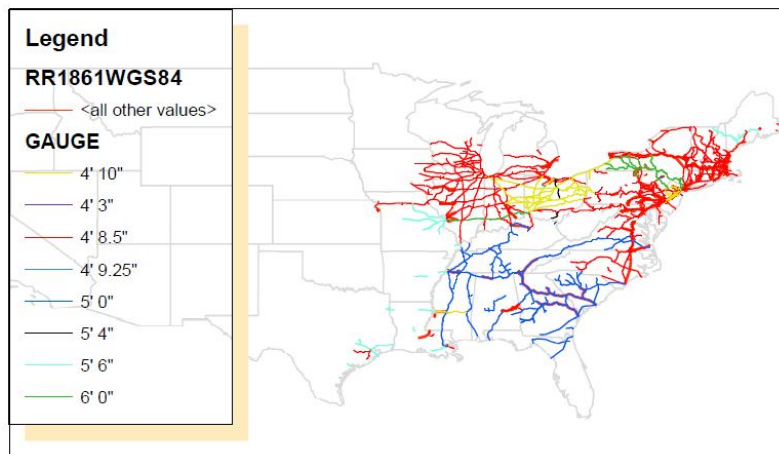 Legend
RR1861WGS84
<all other values>
GAUGE
4' 10"
4' 3"
4' 8.5"
4' 9.25"
5' 0"
5' 4"
5' 6"
6' 0"